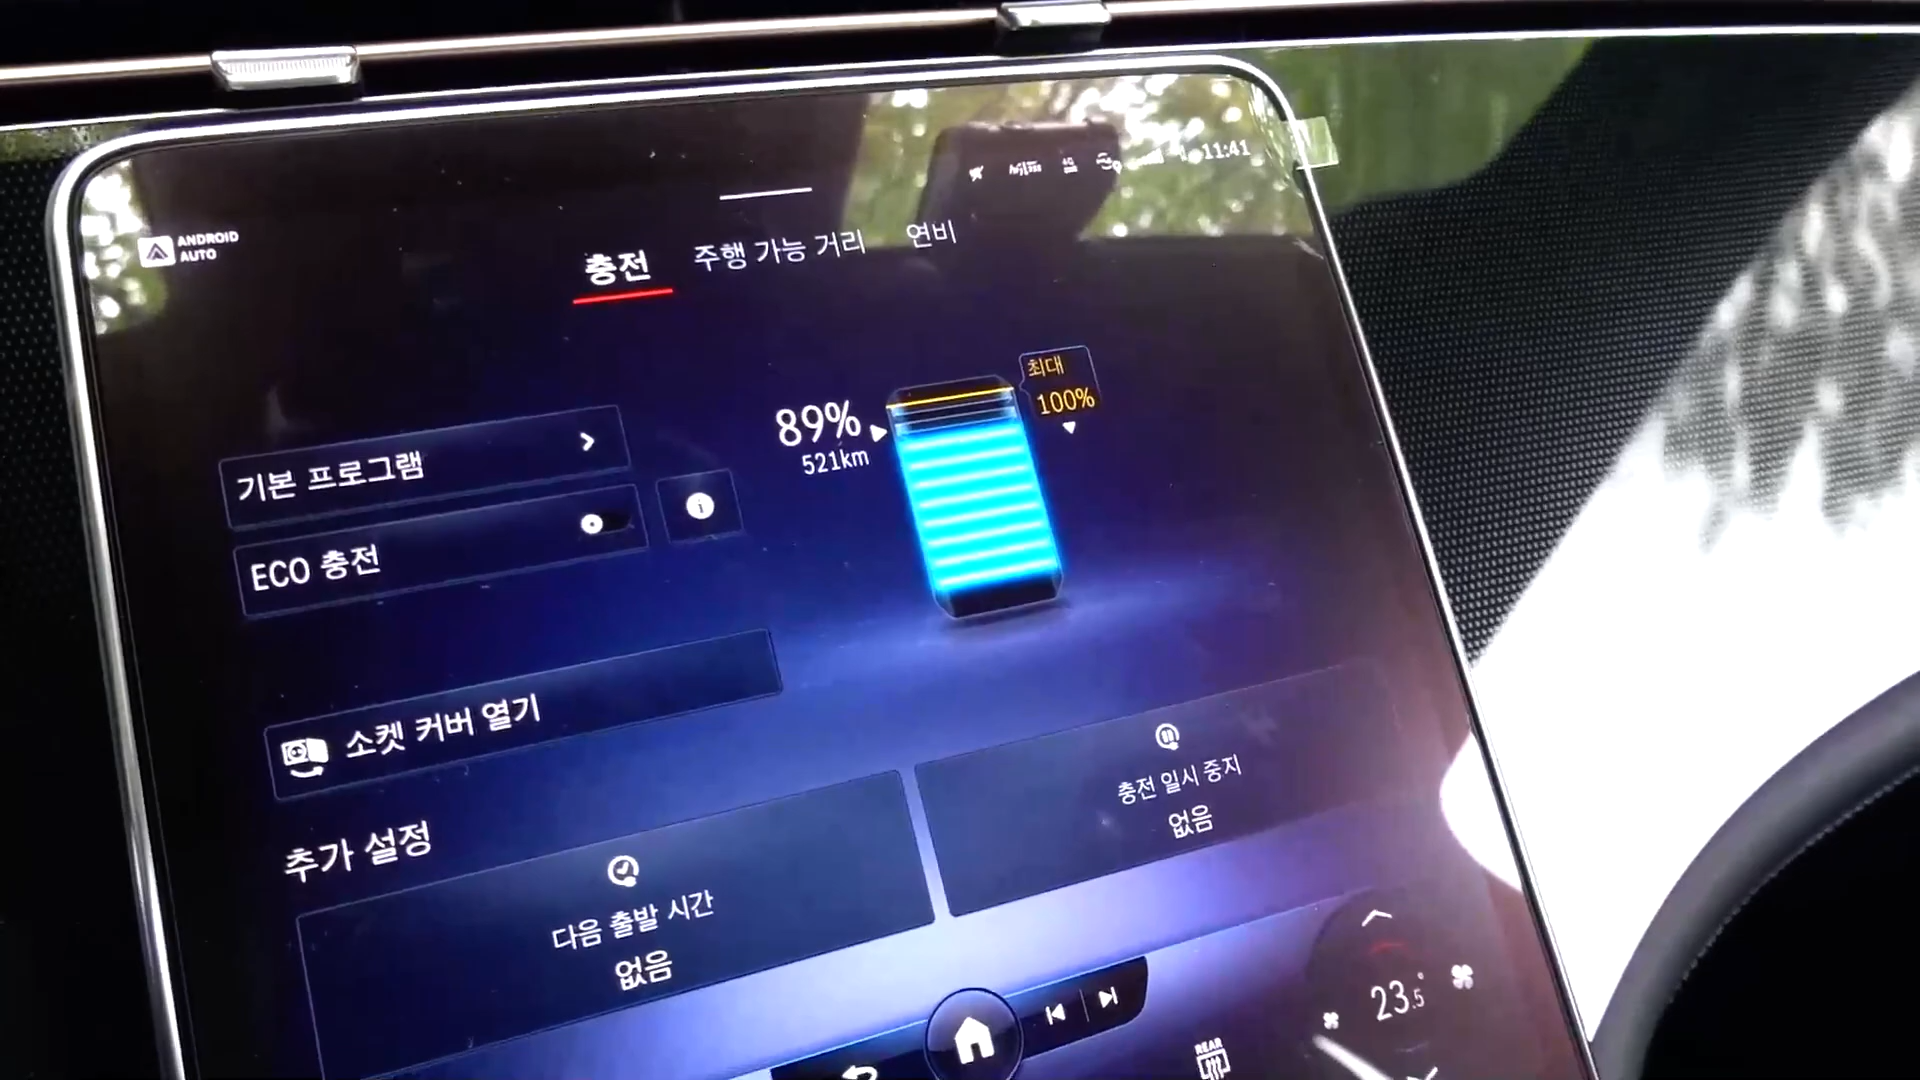 11:41
ANDROID
AUTO
충전 주행 가능 거리 연비
최대
100%
89%
521km
기본 프로그램
ECO 충전
소켓 커버 열기
추가 설정
충전 일시 중지
없음
다음 출발 시간
없음
23.5°
REAR